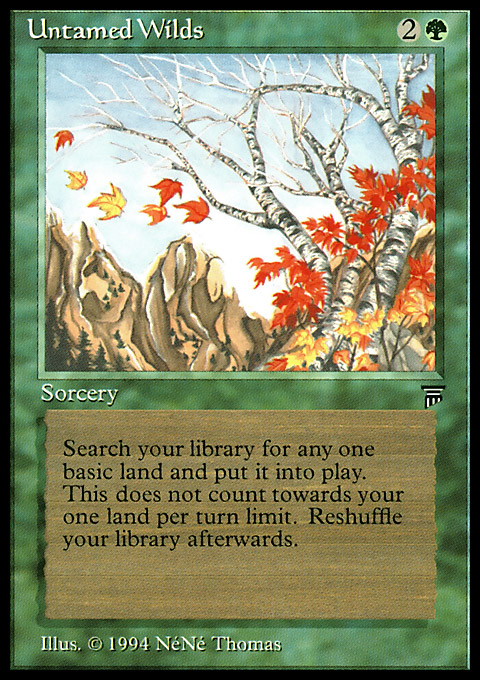 Untamed Wilds 2
Sorcery
Search your library for any one
basic land and put it into play.
This does not count towards your
one land per turn limit. Reshuffle
your library afterwards.
Illus. © 1994 NéNé Thomas